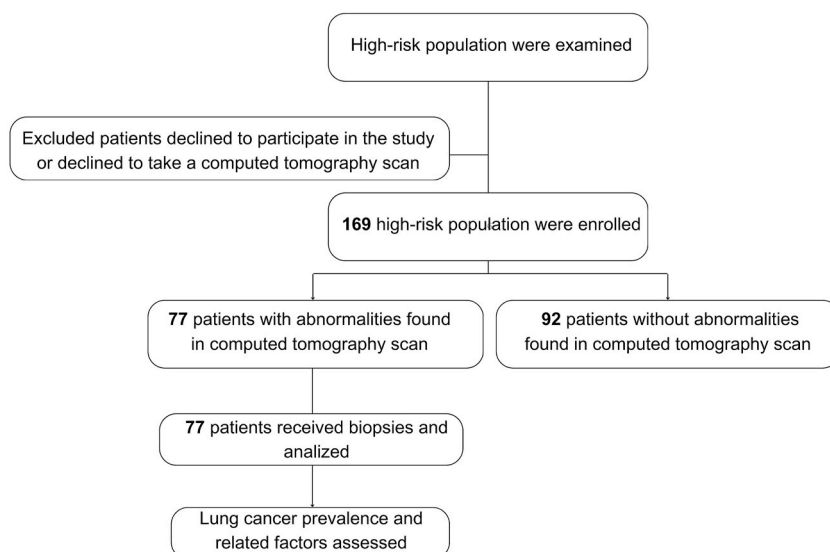 High-risk population were examined
Excluded patients declined to participate in the study
or declined to take a computed tomography scan
169 high-risk population were enrolled
77 patients with abnormalities found
in computed tomography scan
92 patients without abnormalities
found in computed tomography scan
77 patients received biopsies and
analized
Lung cancer prevalence and
related factors assessed